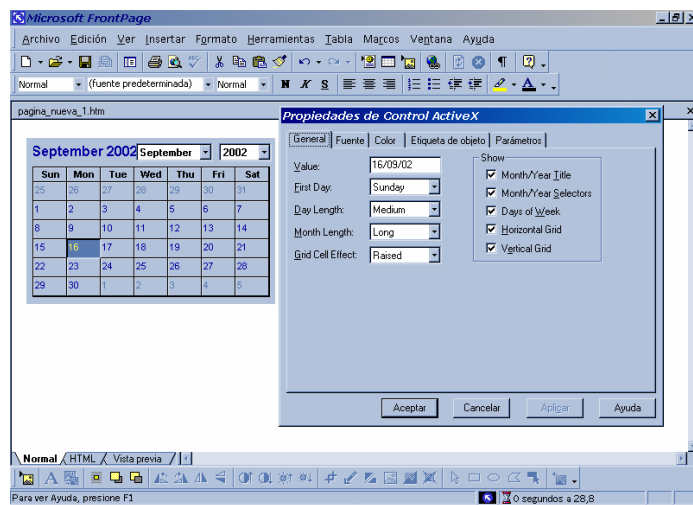 Microsoft FrontPage
Archivo Edición Ver Insertar Formato Herramientas Tabla Marcos Ventana Ayuda
Normal (fuente predeterminada) Normal N K S
pagina_nueva_1.htm
Propiedades de Control ActiveX
General Fuente Color Etiqueta de objeto Parámetros
September 2002 September 2002
Sun Mon Tue Wed Thu Fri Sat
25 26 27 28 29 30 31
1 2 3 4 5 6 7
8 9 10 11 12 13 14
15 16 17 18 19 20 21
22 23 24 25 26 27 28
29 30 1 2 3 4 5
Value: 16/09/02
First Day: Sunday
Day Length: Medium
Month Length: Long
Grid Cell Effect: Raised
Show
Month/Year Title
Month/Year Selectors
Days of Week
Horizontal Grid
Vertical Grid
Aceptar Cancelar Aplicar Ayuda
Normal HTML Vista previa
Para ver Ayuda, presione F1
0 segundos a 28,8